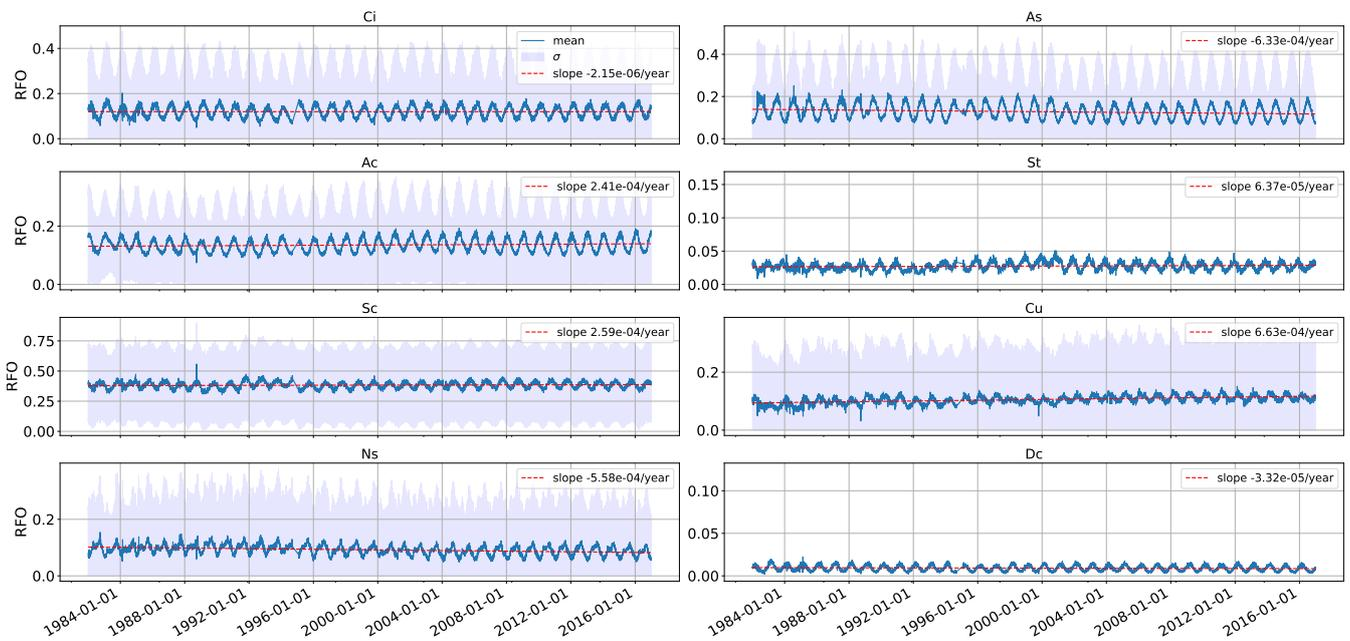 Ci
RFO
0.4
0.2
0.0
mean
σ
slope -2.15e-06/year
As
0.4
0.2
0.0
slope -6.33e-04/year
Ac
RFO
0.2
0.0
slope 2.41e-04/year
St
0.15
0.10
0.05
0.00
slope 6.37e-05/year
Sc
RFO
0.75
0.50
0.25
0.00
slope 2.59e-04/year
Cu
0.2
0.0
slope 6.63e-04/year
Ns
RFO
0.2
0.0
slope -5.58e-04/year
Dc
0.10
0.05
0.00
slope -3.32e-05/year
1984-01-01
1988-01-01
1992-01-01
1996-01-01
2000-01-01
2004-01-01
2008-01-01
2012-01-01
2016-01-01
1984-01-01
1988-01-01
1992-01-01
1996-01-01
2000-01-01
2004-01-01
2008-01-01
2012-01-01
2016-01-01